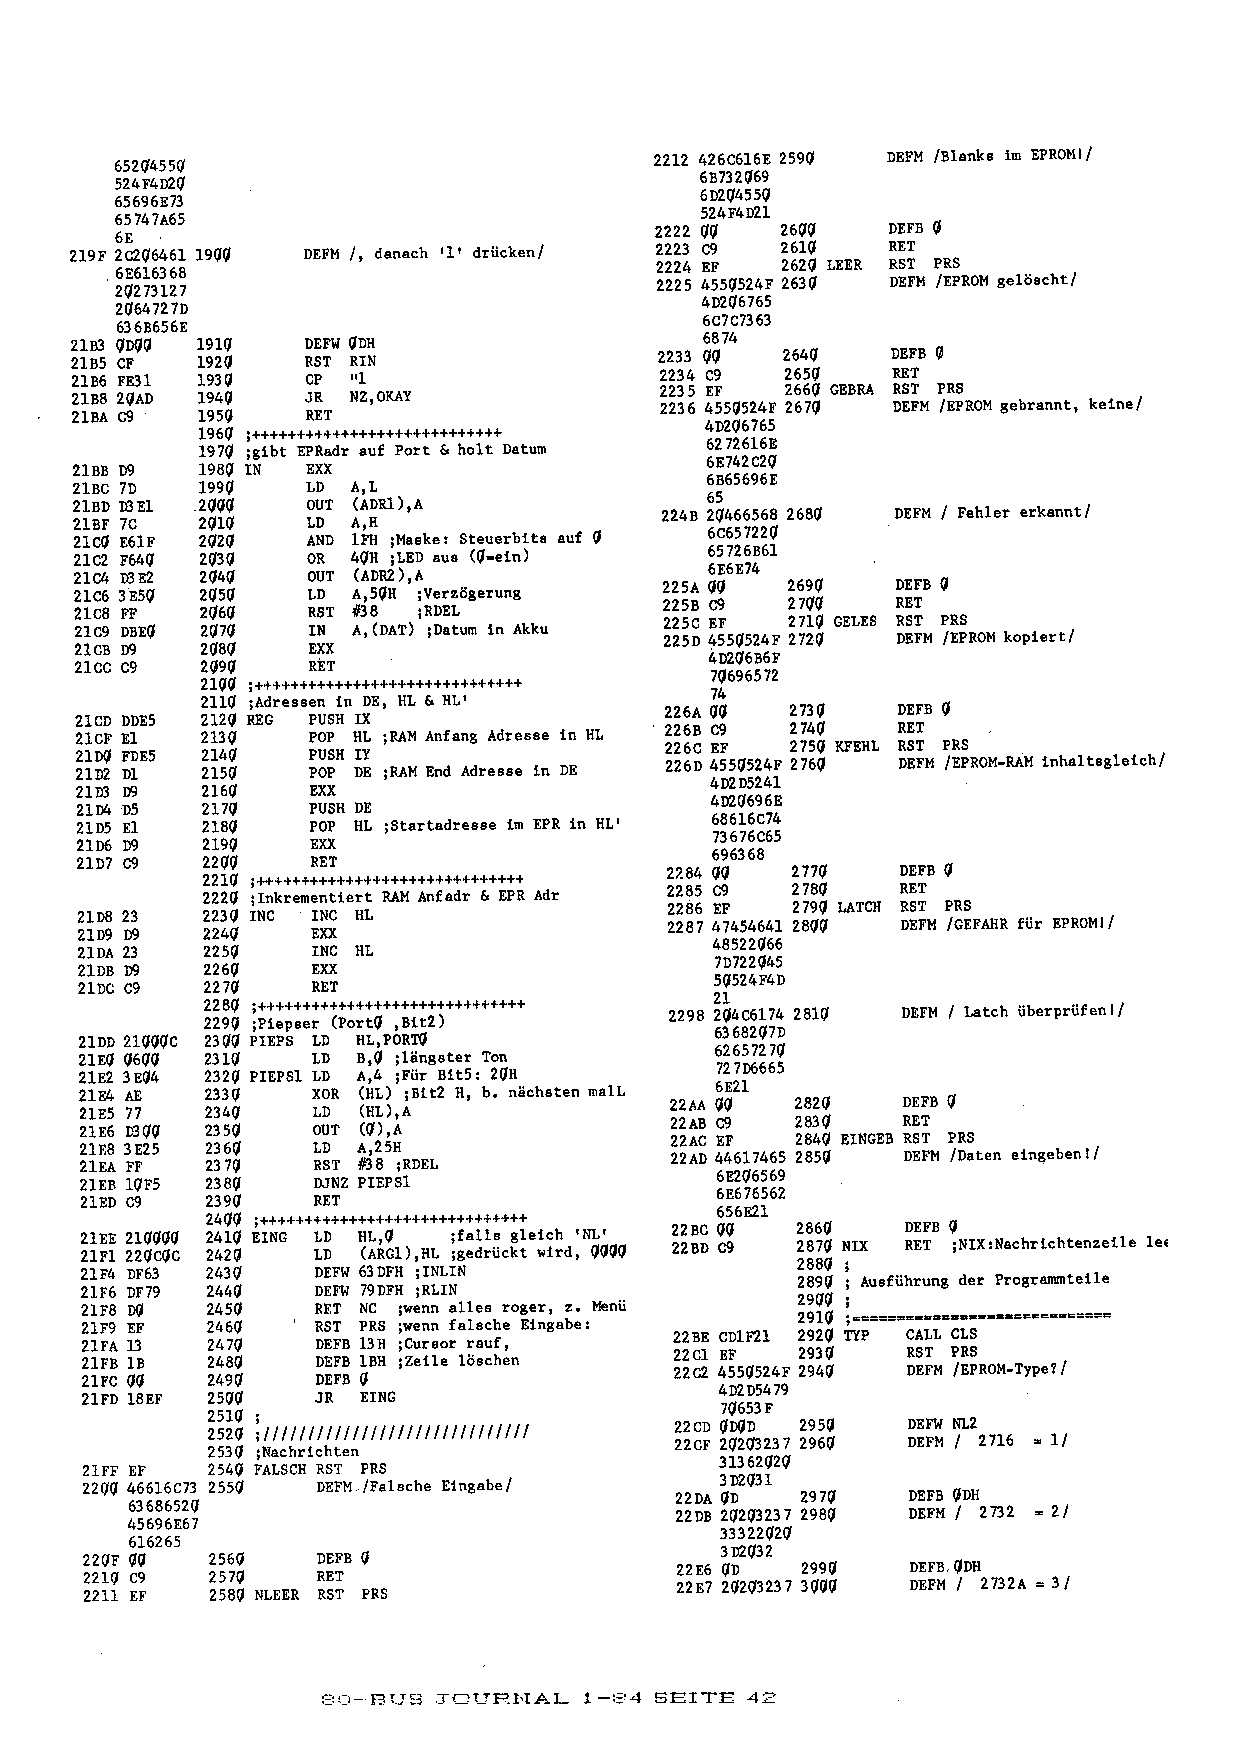 652Ø455Ø
524F4D2Ø
65696E73
65747A65
6E
219F 2C2Ø6461 19ØØ DEFM /, danach '1' drücken/
6E616368
2Ø273127
2Ø64727D
636B656E
21B3 ØDØØ 191Ø DEFW ØDH
21B5 CF 192Ø RST RIN
21B6 FE31 193Ø CP "1
21B8 2ØAD 194Ø JR NZ,OKAY
21BA C9 195Ø RET
196Ø ;+++++++++++++++++++++++++++
197Ø ;gibt EPRadr auf Port & holt Datum
21BB D9 198Ø IN EXX
21BC 7D 199Ø LD A,L
21BD D3E1 2ØØØ OUT (ADR1),A
21BF 7C 2Ø1Ø LD A,H
21CØ E61F 2Ø2Ø AND 1FH ;Maske: Steuerbits auf Ø
21C2 F64Ø 2Ø3Ø OR 4ØH ;LED aus (Ø=ein)
21C4 D3E2 2Ø4Ø OUT (ADR2),A
21C6 3E5Ø 2Ø5Ø LD A,5ØH ;Verzögerung
21C8 FF 2Ø6Ø RST #38 ;RDEL
21C9 DBEØ 2Ø7Ø IN A,(DAT) ;Datum in Akku
21CB D9 2Ø8Ø EXX
21CC C9 2Ø9Ø RET
21ØØ ;+++++++++++++++++++++++++++++
211Ø ;Adressen in DE, HL & HL'
21CD DDE5 212Ø REG PUSH IX
21CF E1 213Ø POP HL ;RAM Anfang Adresse in HL
21DØ FDE5 214Ø PUSH IY
21D2 D1 215Ø POP DE ;RAM End Adresse in DE
21D3 D9 216Ø EXX
21D4 D5 217Ø PUSH DE
21D5 E1 218Ø POP HL ;Startadresse im EPR in HL'
21D6 D9 219Ø EXX
21D7 C9 22ØØ RET
221Ø ;+++++++++++++++++++++++++++++
222Ø ;Inkrementiert RAM Anfadr & EPR Adr
21D8 23 223Ø INC INC HL
21D9 D9 224Ø EXX
21DA 23 225Ø INC HL
21DB D9 226Ø EXX
21DC C9 227Ø RET
228Ø ;+++++++++++++++++++++++++++++
229Ø ;Piepser (PortØ ,Bit2)
21DD 21ØØØC 23ØØ PIEPS LD HL,PORTØ
21EØ Ø6ØØ 231Ø LD B,Ø ;längster Ton
21E2 3EØ4 232Ø PIEPS1 LD A,4 ;Für Bit5: 2ØH
21E4 AE 233Ø XOR (HL) ;Bit2 H, b. nächsten malL
21E5 77 234Ø LD (HL),A
21E6 D3ØØ 235Ø OUT (Ø),A
21E8 3E25 236Ø LD A,25H
21EA FF 237Ø RST #38 ;RDEL
21EB 1ØF5 238Ø DJNZ PIEPS1
21ED C9 239Ø RET
24ØØ ;+++++++++++++++++++++++++++++
21EE 21ØØØØ 241Ø EING LD HL,Ø ;falls gleich 'NL'
21F1 22ØCØC 242Ø LD (ARG1),HL ;gedrückt wird, ØØØØ
21F4 DF63 243Ø DEFW 63DFH ;INLIN
21F6 DF79 244Ø DEFW 79DFH ;RLIN
21F8 DØ 245Ø RET NC ;wenn alles roger, z. Menü
21F9 EF 246Ø RST PRS ;wenn falsche Eingabe:
21FA 13 247Ø DEFB 13H ;Cursor rauf,
21FB 1B 248Ø DEFB 1BH ;Zeile löschen
21FC ØØ 249Ø DEFB Ø
21FD 18EF 25ØØ JR EING
251Ø ;
252Ø ;/////////////////////////////
253Ø ;Nachrichten
21FF EF 254Ø FALSCH RST PRS
22ØØ 46616C73 255Ø DEFM /Falsche Eingabe/
6368652Ø
45696E67
616265
22ØF ØØ 256Ø DEFB Ø
221Ø C9 257Ø RET
2211 EF 258Ø NLEER RST PRS
2212 426C616E 259Ø DEFM /Blanks im EPROM!/
6B732Ø69
6D2Ø455Ø
524F4D21
2222 ØØ 26ØØ DEFB Ø
2223 C9 261Ø RET
2224 EF 262Ø LEER RST PRS
2225 455Ø524F 263Ø DEFM /EPROM gelöscht/
4D2Ø6765
6C7C7363
6874
2233 ØØ 264Ø DEFB Ø
2234 C9 265Ø RET
2235 EF 266Ø GEBRA RST PRS
2236 455Ø524F 267Ø DEFM /EPROM gebrannt, keine/
4D2Ø6765
6272616E
6E742C2Ø
6B65696E
65
224B 2Ø466568 268Ø DEFM / Fehler erkannt/
6C65722Ø
65726B61
6E6E74
225A ØØ 269Ø DEFB Ø
225B C9 27ØØ RET
225C EF 271Ø GELES RST PRS
225D 455Ø524F 272Ø DEFM /EPROM kopiert/
4D2Ø6B6F
7Ø696572
74
226A ØØ 273Ø DEFB Ø
226B C9 274Ø RET
226C EF 275Ø KFEHL RST PRS
226D 455Ø524F 276Ø DEFM /EPROM-RAM inhaltsgleich/
4D2D5241
4D2Ø696E
68616C74
73676C65
696368
2284 ØØ 277Ø DEFB Ø
2285 C9 278Ø RET
2286 EF 279Ø LATCH RST PRS
2287 47454641 28ØØ DEFM /GEFAHR für EPROM!/
48522Ø66
7D722Ø45
5Ø524F4D
21
2298 2Ø4C6174 281Ø DEFM / Latch überprüfen!/
63682Ø7D
6265727Ø
727D6665
6E21
22AA ØØ 282Ø DEFB Ø
22AB C9 283Ø RET
22AC EF 284Ø EINGEB RST PRS
22AD 44617465 285Ø DEFM /Daten eingeben!/
6E2Ø6569
6E676562
656E21
22BC ØØ 286Ø DEFB Ø
22BD C9 287Ø NIX RET ;NIX:Nachrichtenzeile lee
288Ø ;
289Ø ; Ausführung der Programmteile
29ØØ ;
291Ø ;============================
22BE CD1F21 292Ø TYP CALL CLS
22C1 EF 293Ø RST PRS
22C2 455Ø524F 294Ø DEFM /EPROM-Type?/
4D2D5479
7Ø653F
22CD ØDØD 295Ø DEFW NL2
22CF 2Ø2Ø3237 296Ø DEFM / 2716 = 1/
31362Ø2Ø
3D2Ø31
22DA ØD 297Ø DEFB ØDH
22DB 2Ø2Ø3237 298Ø DEFM / 2732 = 2/
33322Ø2Ø
3D2Ø32
22E6 ØD 299Ø DEFB ØDH
22E7 2Ø2Ø3237 3ØØØ DEFM / 2732A = 3/
80-BUS JOURNAL 1-84 SEITE 42